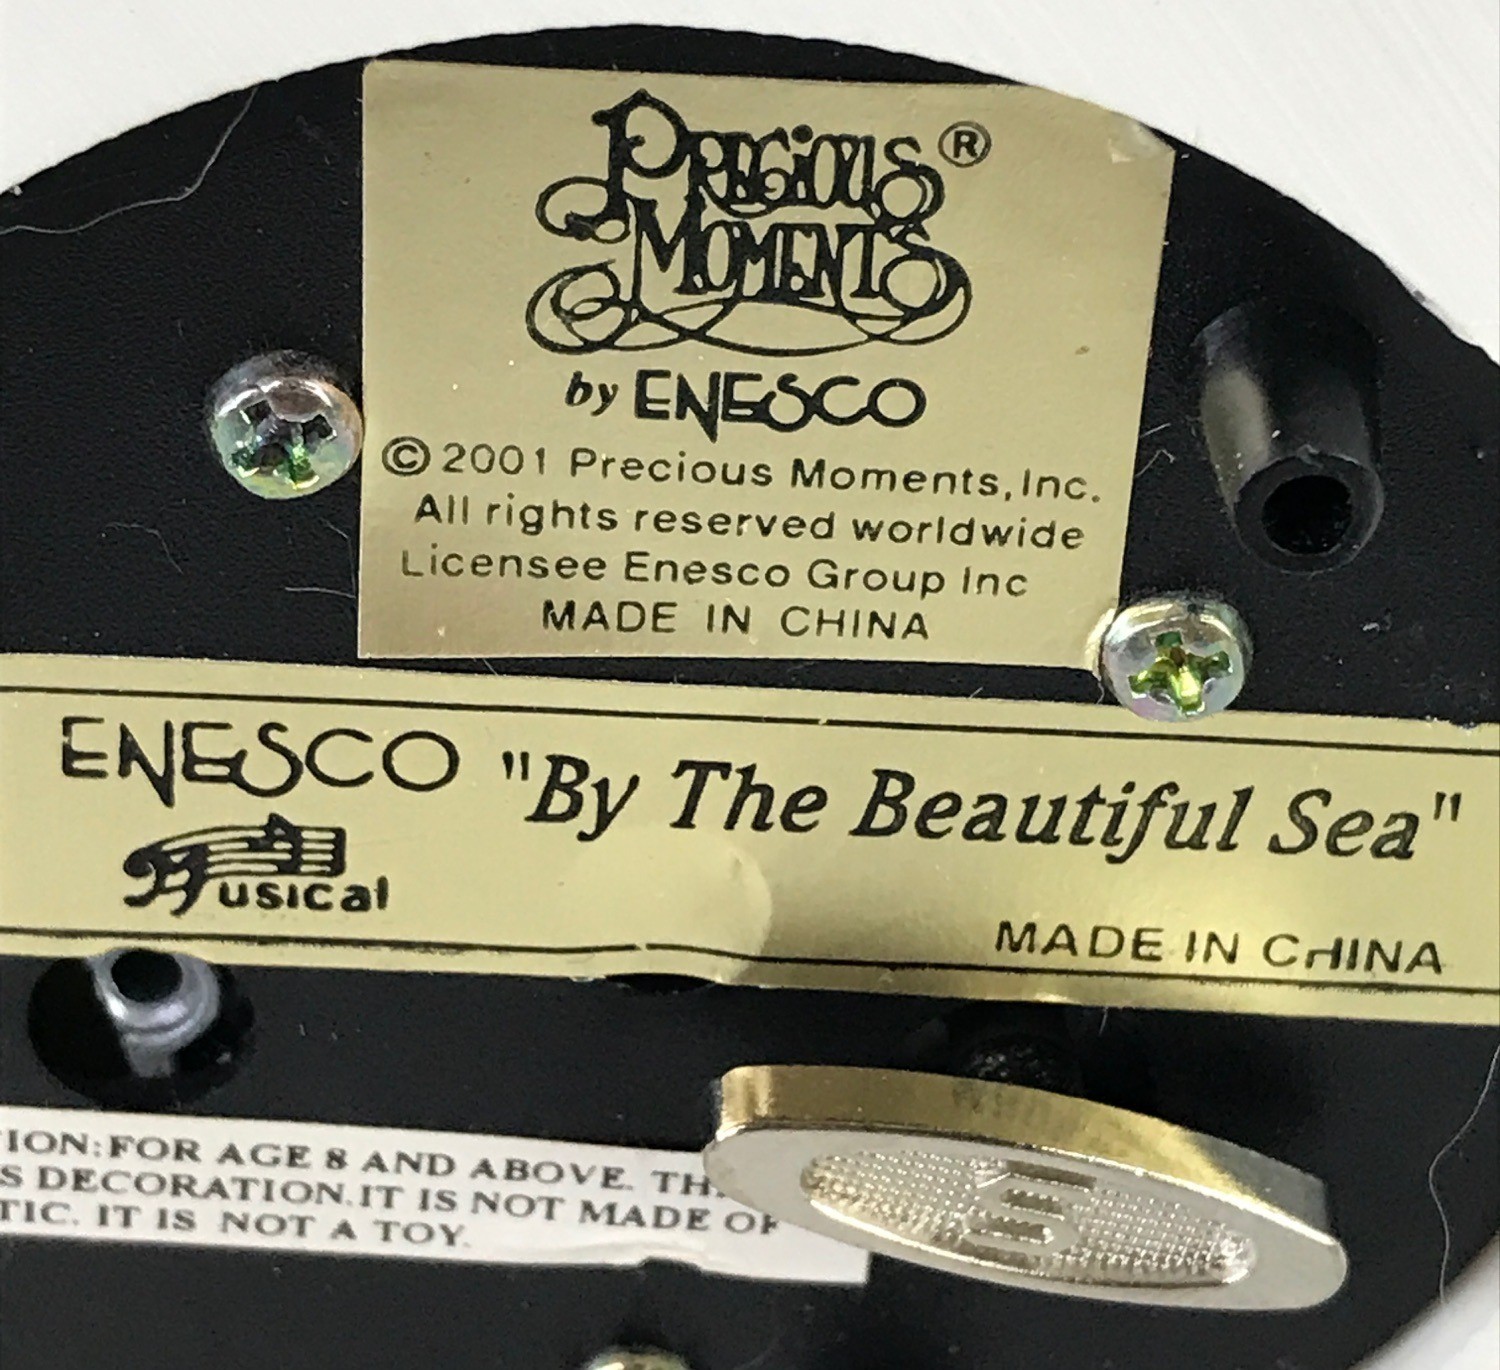 PRECIOUS ®
MOMENTS
by ENESCO
© 2001 Precious Moments, Inc.
All rights reserved worldwide
Licensee Enesco Group Inc
MADE IN CHINA
ENESCO "By The Beautiful Sea"
Musical
MADE IN CHINA
FOR AGE 8 AND ABOVE.
DECORATION. IT IS NOT MADE
IT IS NOT A TOY.